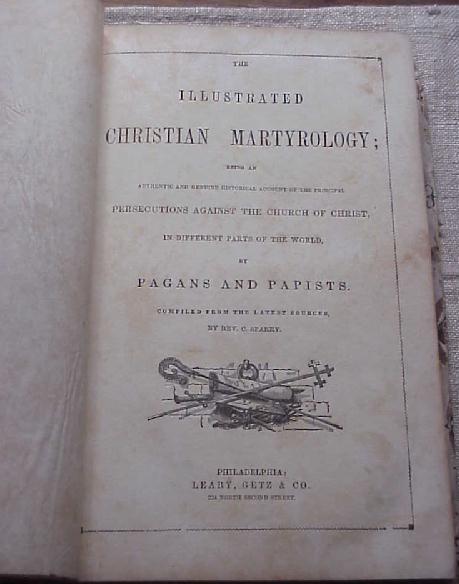 THE
ILLUSTRATED
CHRISTIAN MARTYROLOGY;
BEING AN
AUTHENTIC AND GENUINE HISTORICAL ACCOUNT OF THE PRINCIPAL
PERSECUTIONS AGAINST THE CHURCH OF CHRIST,
IN DIFFERENT PARTS OF THE WORLD,
BY
PAGANS AND PAPISTS.
COMPILED FROM THE LATEST SOURCES,
BY REV. C. SPARRY.
PHILADELPHIA:
LEARY, GETZ & CO.
224 NORTH SECOND STREET.